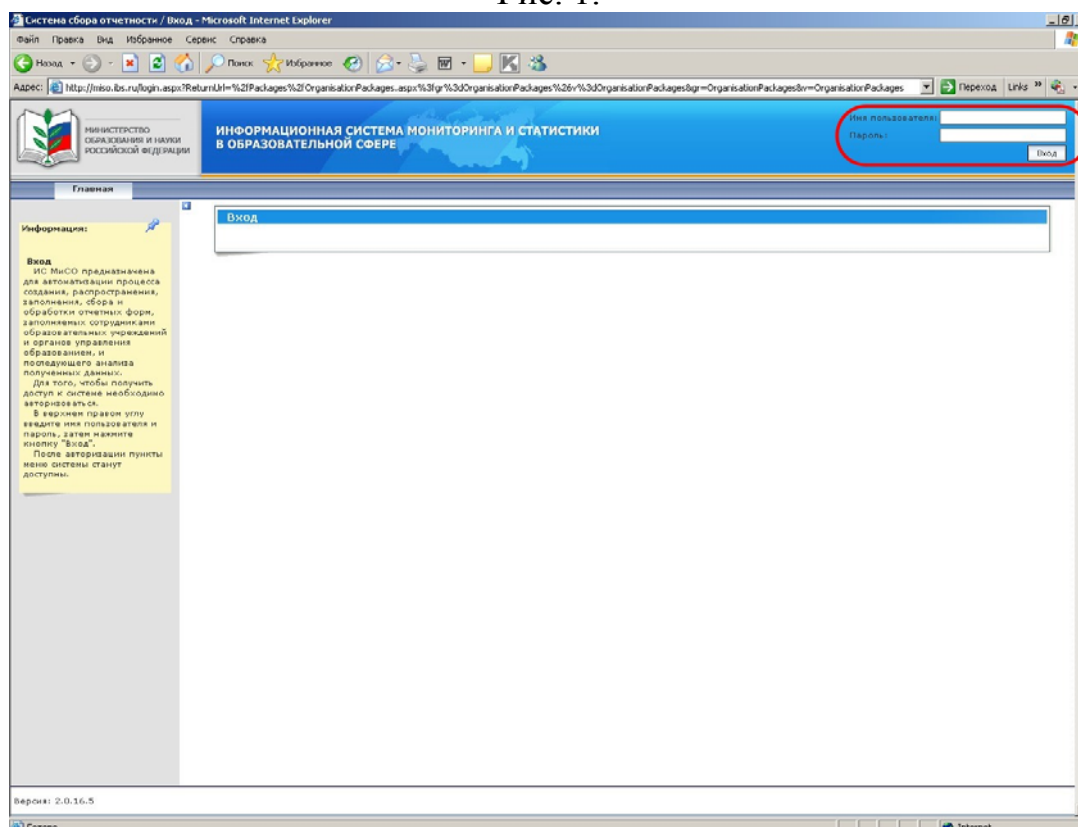 Рис. 1.
Система сбора отчетности / Вход - Microsoft Internet Explorer
Файл Правка Вид Избранное Сервис Справка
Назад Поиск Избранное
Адрес: http://miso.ibs.ru/login.aspx?ReturnUrl=%2fPackages%2fOrganisationPackages.aspx%3fgr%3dOrganisationPackages%26v%3dOrganisationPackages&gr=OrganisationPackages&v=OrganisationPackages Переход Links »
МИНИСТЕРСТВО
ОБРАЗОВАНИЯ И НАУКИ
РОССИЙСКОЙ ФЕДЕРАЦИИ
ИНФОРМАЦИОННАЯ СИСТЕМА МОНИТОРИНГА И СТАТИСТИКИ
В ОБРАЗОВАТЕЛЬНОЙ СФЕРЕ
Имя пользователя:
Пароль:
Вход
Главная
Вход
Информация:
Вход
ИС МиСО предназначена
для автоматизации процесса
создания, распространения,
заполнения, сбора и
обработки отчетных форм,
заполняемых сотрудниками
образовательных учреждений
и органов управления
образованием, и
последующего анализа
полученных данных.
Для того, чтобы получить
доступ к системе необходимо
авторизоваться.
В верхнем правом углу
введите имя пользователя и
пароль, затем нажмите
кнопку "Вход".
После авторизации пункты
меню системы станут
доступны.
Версия: 2.0.16.5
Готово Internet